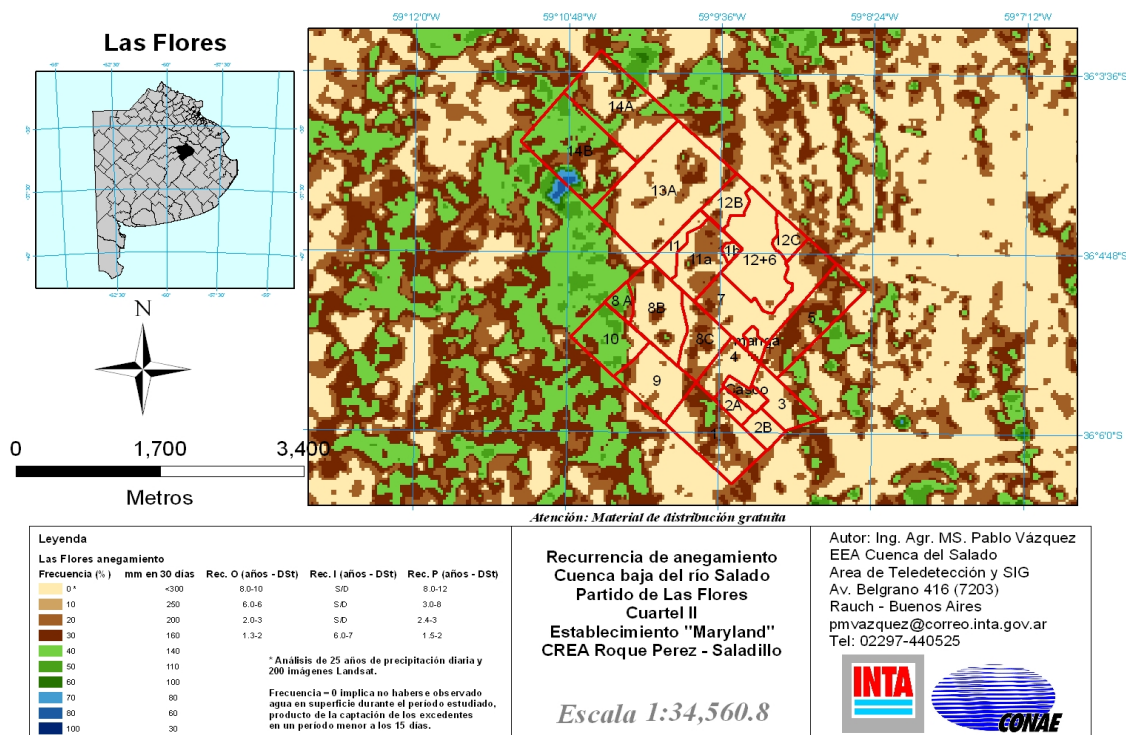 Las Flores
-63
-61°30'
-60
-57°30'
N
0 1,700 3,400
Metros
59°12'0"W 59°10'48"W 59°9'36"W 59°8'24"W 59°7'12"W
36°3'36"S
36°4'48"S
36°6'0"S
14A
14B
13A
12B
12C
11
11a
1b
12+6
8 A
8B
7
5
10
8C
manga
4
9
Casco
2A
3
2B
1
Atención: Material de distribución gratuita
Leyenda
Las Flores anegamiento
Frecuencia (%) mm en 30 días Rec. O (años - DSt) Rec. I (años - DSt) Rec. P (años - DSt)
0 * <300 8.0-10 S/D 8.0-12
10 250 6.0-6 S/D 3.0-8
20 200 2.0-3 S/D 2.4-3
30 160 1.3-2 6.0-7 1.5-2
40 140
50 110
60 100
70 80
80 60
100 30
* Análisis de 25 años de precipitación diaria y
200 imágenes Landsat.
Frecuencia = 0 implica no haberse observado
agua en superficie durante el período estudiado,
producto de la captación de los excedentes
en un período menor a los 15 días.
Recurrencia de anegamiento
Cuenca baja del río Salado
Partido de Las Flores
Cuartel II
Establecimiento "Maryland"
CREA Roque Perez - Saladillo
Escala 1:34,560.8
Autor: Ing. Agr. MS. Pablo Vázquez
EEA Cuenca del Salado
Area de Teledetección y SIG
Av. Belgrano 416 (7203)
Rauch - Buenos Aires
pmvazquez@correo.inta.gov.ar
Tel: 02297-440525
INTA
CONAE